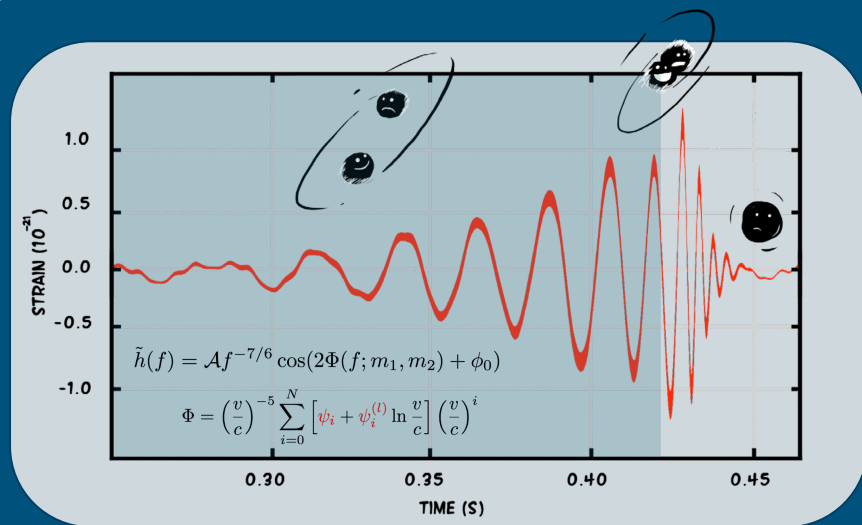 1.0
0.5
0.0
-0.5
-1.0
STRAIN (10⁻²¹)
h̃(f) = 𝒜f^{-7/6} cos(2Φ(f; m₁, m₂) + ϕ₀)
Φ = (v/c)^{-5} ∑_{i=0}^{N} [ψ_i + ψ_i^{(l)} ln v/c] (v/c)^i
0.30 0.35 0.40 0.45
TIME (S)